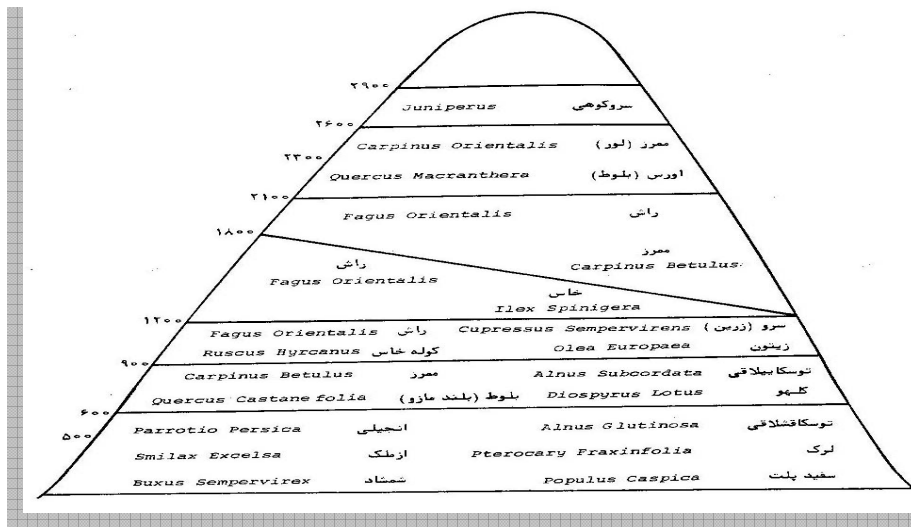 ۲۹۰۰
Juniperus سروکوهی
۲۶۰۰
Carpinus Orientalis ممرز (لور)
۲۳۰۰
Quercus Macranthera اورس (بلوط)
۲۱۰۰
Fagus Orientalis راش
۱۸۰۰
ممرز
Carpinus Betulus
راش
Fagus Orientalis
خاس
Ilex Spinigera
۱۲۰۰
Fagus Orientalis راش Cupressus Sempervirens سرو (زربین)
Ruscus Hyrcanus کوله خاس Olea Europaea زیتون
۹۰۰
Carpinus Betulus ممرز Alnus Subcordata توسکاییلاقی
Quercus Castanefolia بلوط (بلند مازو) Diospyrus Lotus کلهو
۶۰۰
Parrotio Persica انجیلی Alnus Glutinosa توسکاقشلاقی
۵۰۰
Smilax Excelsa ازملک Pterocary Fraxinfolia لرک
Buxus Sempervirex شمشاد Populus Caspica سفید پلت